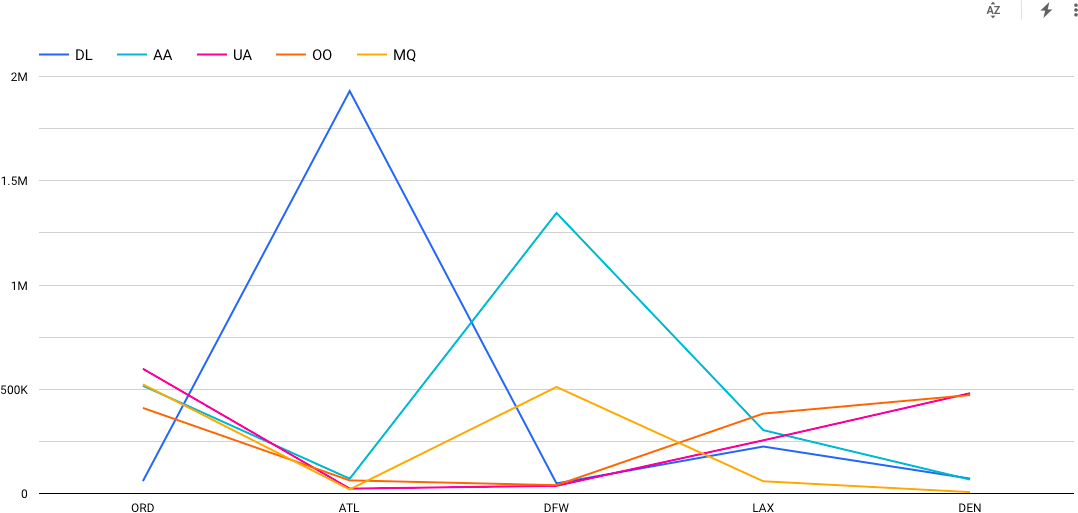 AZ
DL AA UA OO MQ
2M
1.5M
1M
500K
0
ORD ATL DFW LAX DEN